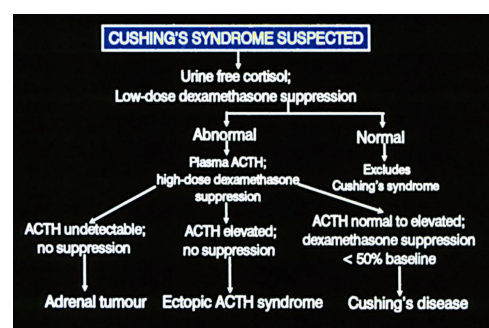 CUSHING'S SYNDROME SUSPECTED
Urine free cortisol;
Low-dose dexamethasone suppression
Abnormal
Normal
Plasma ACTH;
high-dose dexamethasone
suppression
Excludes
Cushing's syndrome
ACTH undetectable;
no suppression
ACTH elevated;
no suppression
ACTH normal to elevated;
dexamethasone suppression
< 50% baseline
Adrenal tumour
Ectopic ACTH syndrome
Cushing's disease